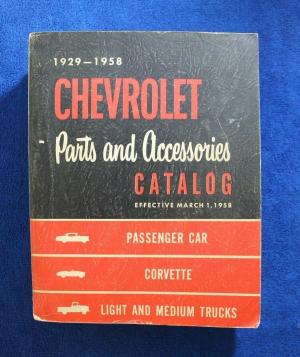 1929—1958
CHEVROLET
Parts and Accessories
CATALOG
EFFECTIVE MARCH 1, 1958
PASSENGER CAR
CORVETTE
LIGHT AND MEDIUM TRUCKS